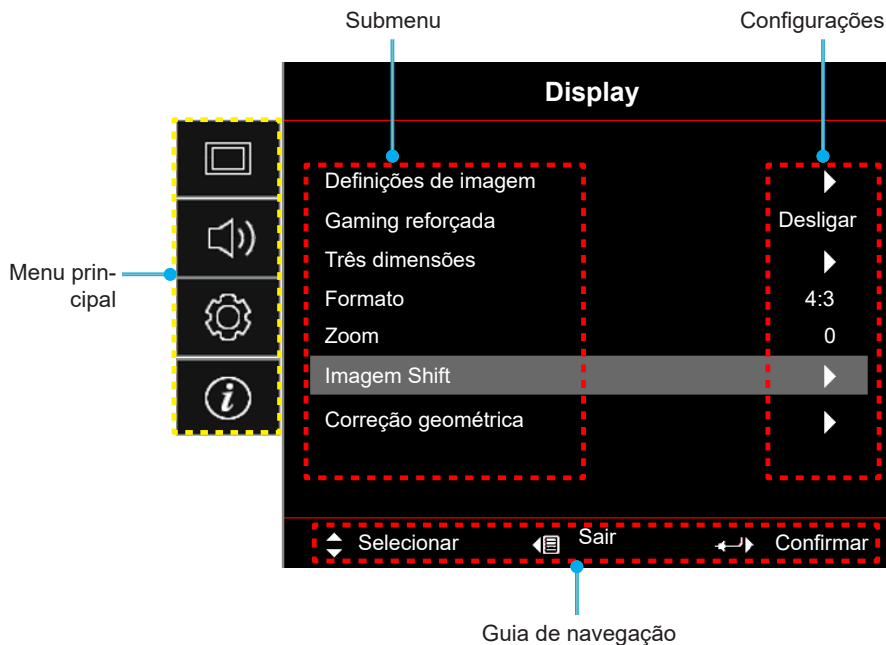 Submenu
Configurações
Display
Definições de imagem
Gaming reforçada Desligar
Três dimensões
Menu prin-
cipal
Formato 4:3
Zoom 0
Imagem Shift
Correção geométrica
Selecionar Sair Confirmar
Guia de navegação